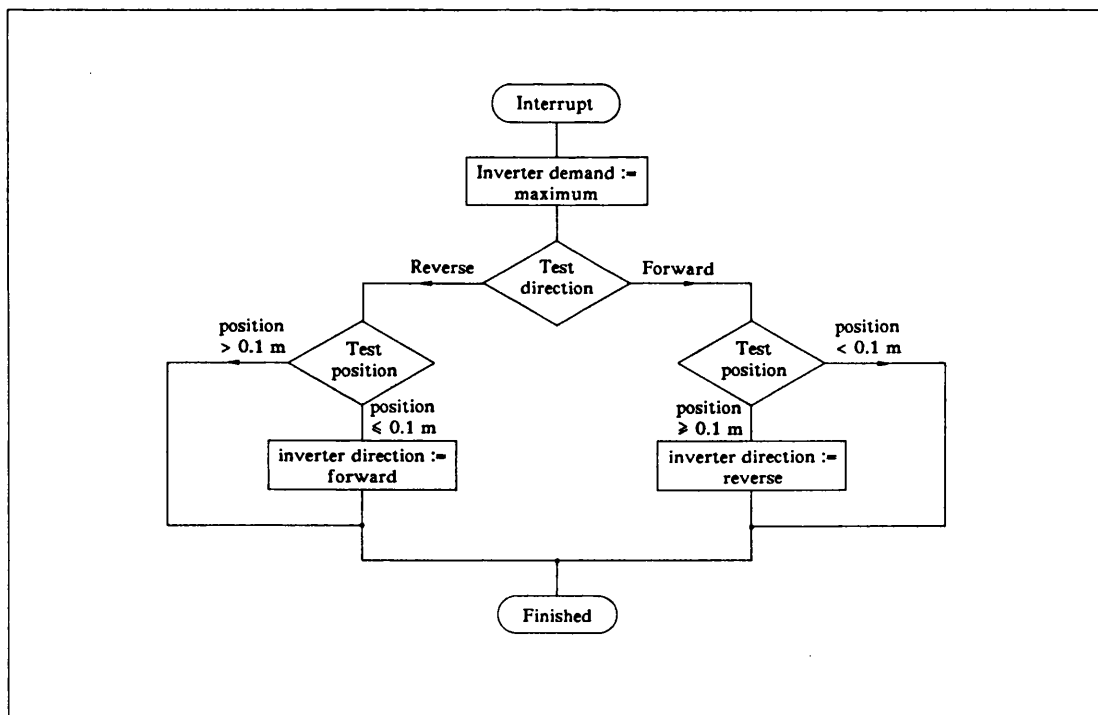 Interrupt
Inverter demand :=
maximum
Reverse
Test
direction
Forward
position
> 0.1 m
Test
position
Test
position
position
< 0.1 m
position
⩽ 0.1 m
position
⩾ 0.1 m
inverter direction :=
forward
inverter direction :=
reverse
Finished